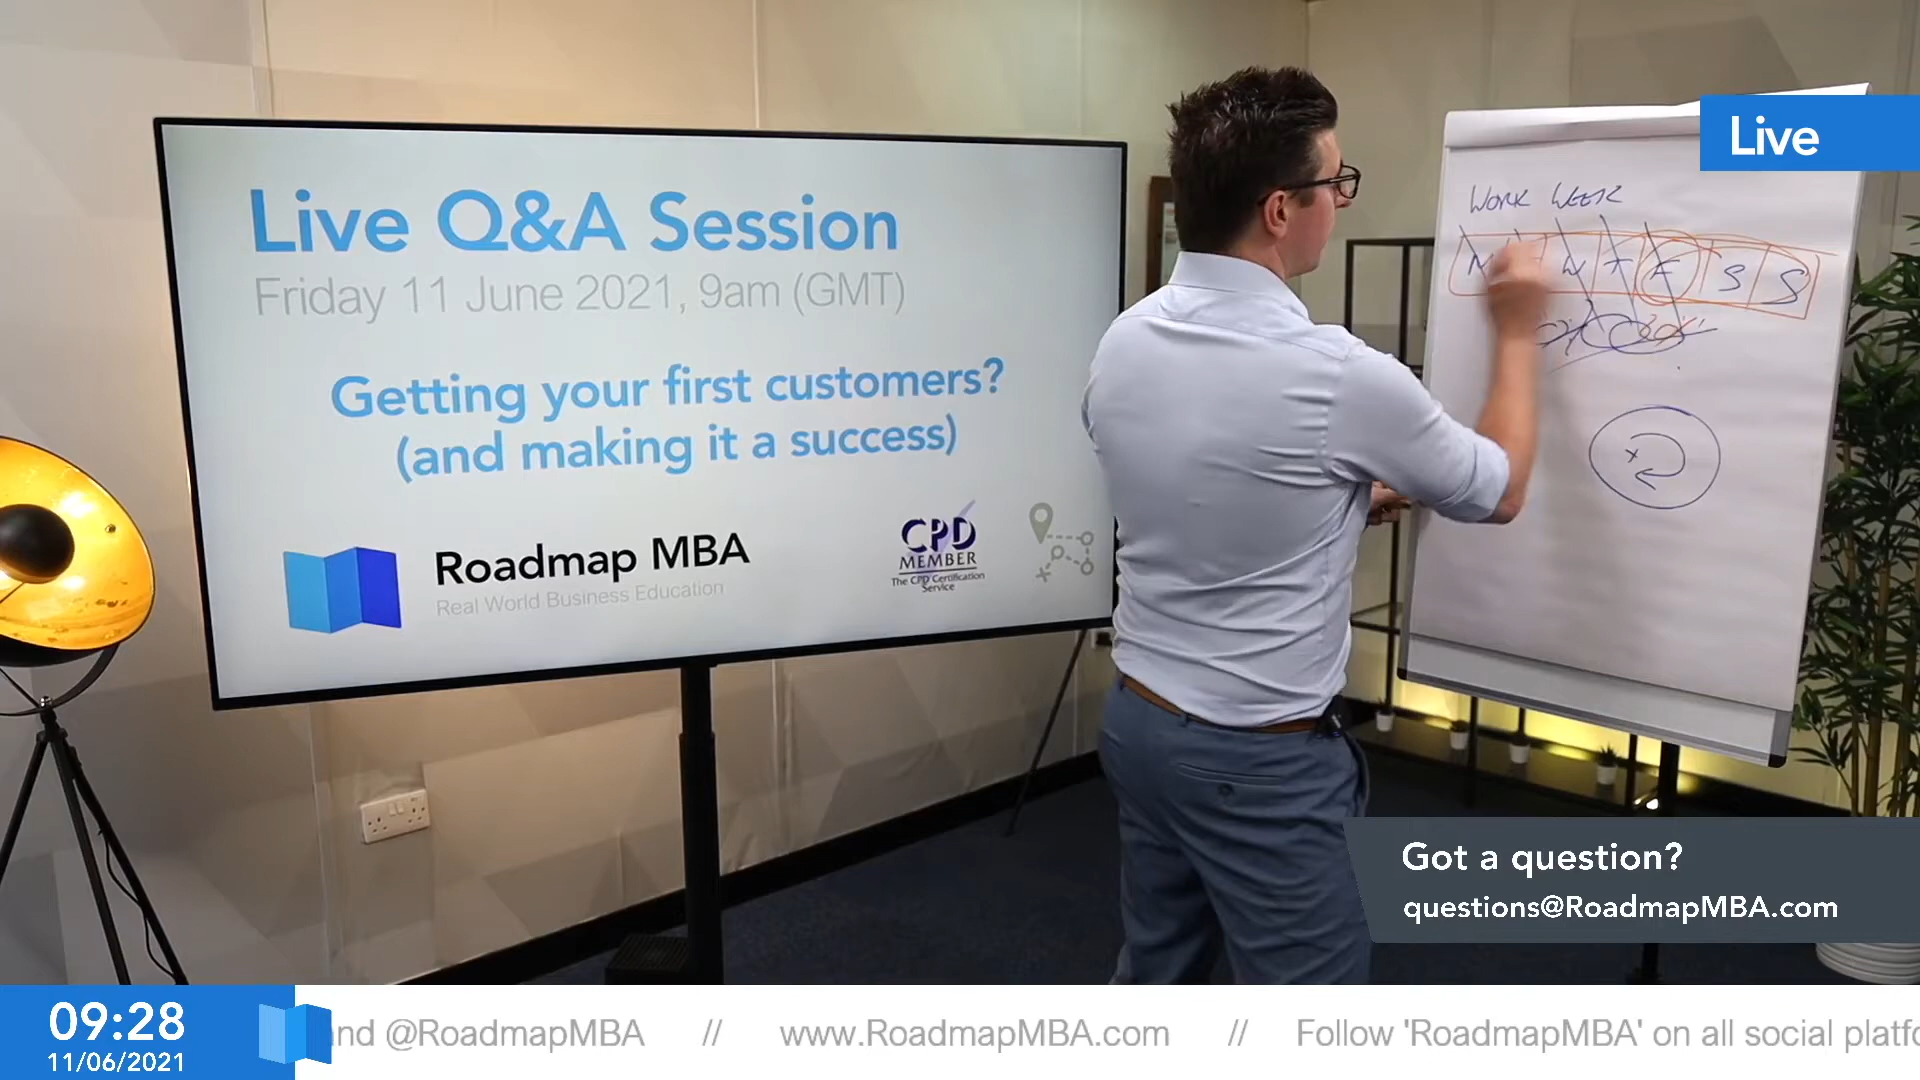 Live Q&A Session
Friday 11 June 2021, 9am (GMT)
Getting your first customers?
(and making it a success)
Roadmap MBA
Real World Business Education
CPD
MEMBER
The CPD Certification
Service
Live
WORK WEEK
W T F S S
Got a question?
questions@RoadmapMBA.com
09:28
11/06/2021
@RoadmapMBA // www.RoadmapMBA.com // Follow 'RoadmapMBA' on all social